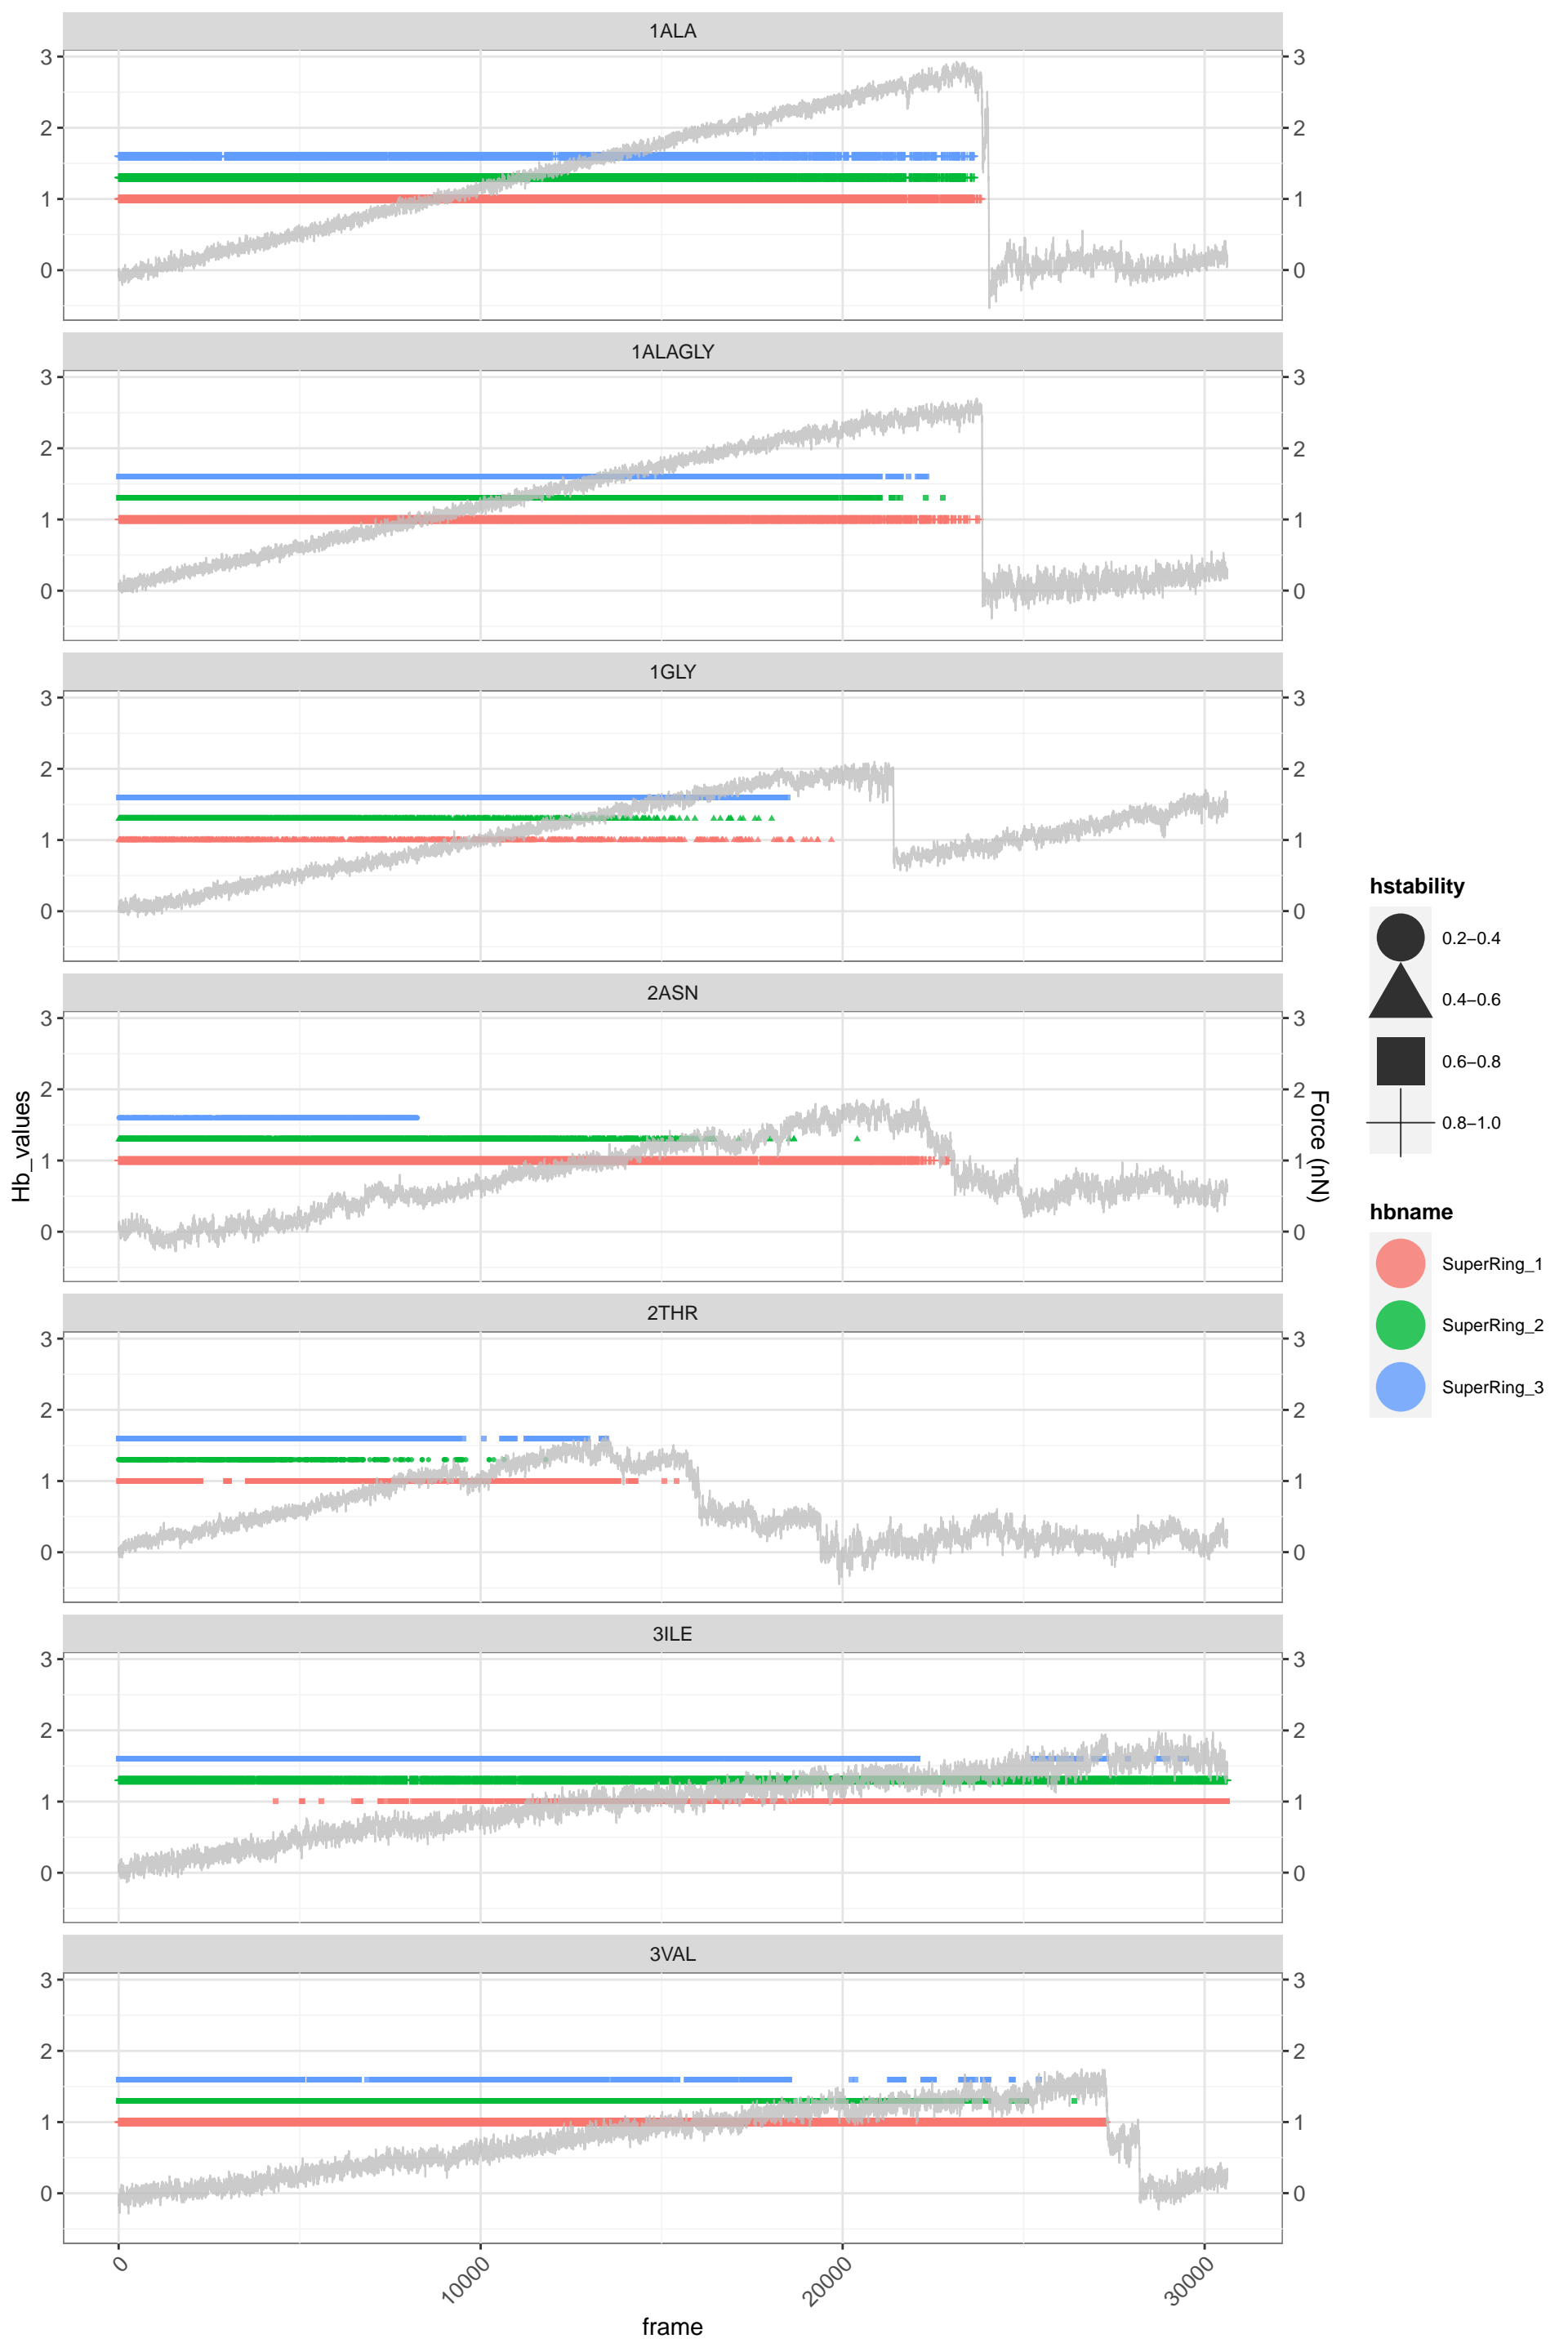 1ALA
3 3
2 2
1 1
0 0
1ALAGLY
3 3
2 2
1 1
0 0
1GLY
3 3
2 2
1 1
0 0
2ASN
3 3
2 2
1 1
0 0
2THR
3 3
2 2
1 1
0 0
3ILE
3 3
2 2
1 1
0 0
3VAL
3 3
2 2
1 1
0 0
0 10000 20000 30000
frame
Hb_values
Force (nN)
hstability
0.2–0.4
0.4–0.6
0.6–0.8
0.8–1.0
hbname
SuperRing_1
SuperRing_2
SuperRing_3